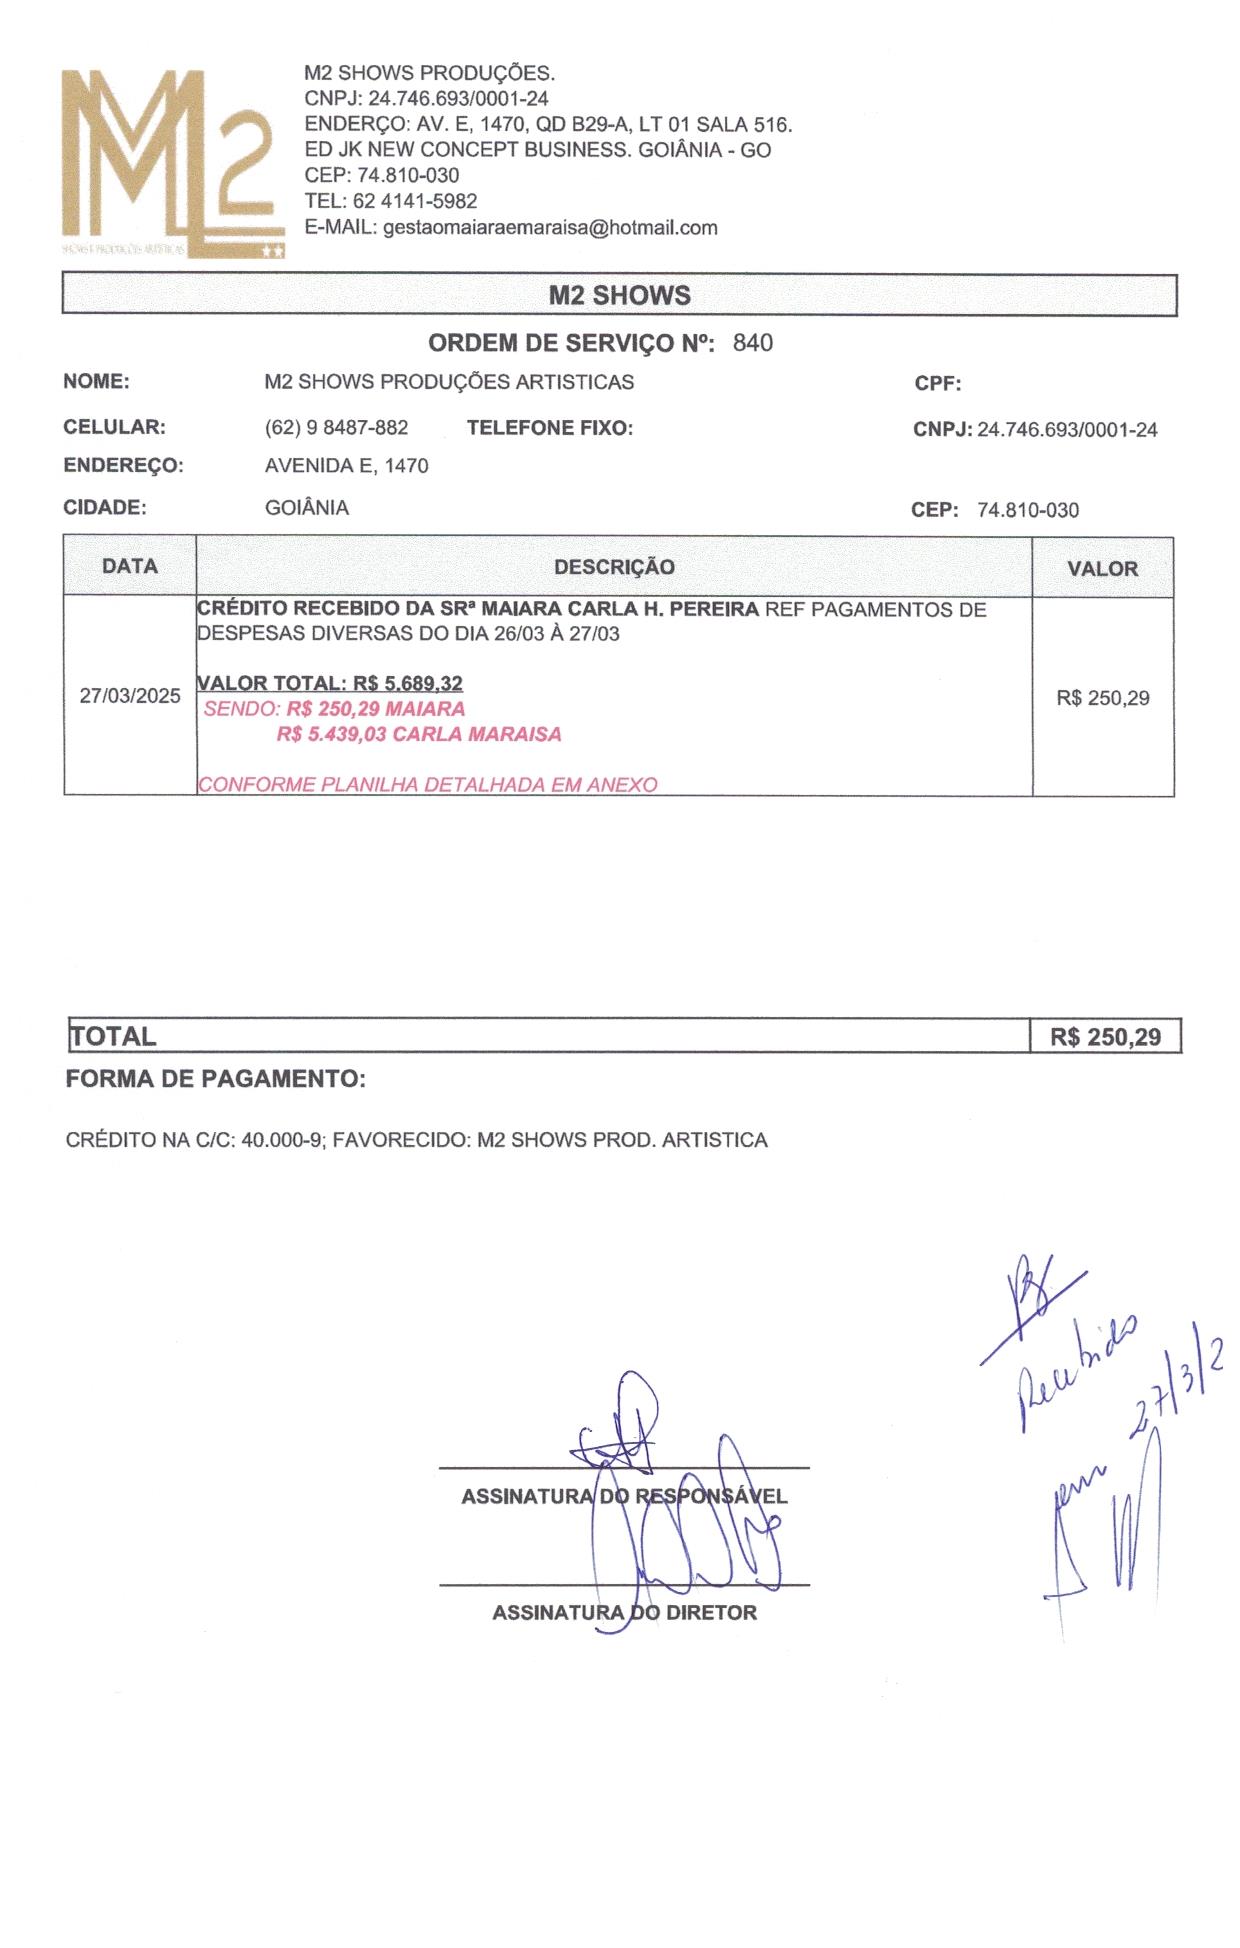 M2
SHOWS E PRODUÇÕES ARTÍSTICAS
M2 SHOWS PRODUÇÕES.
CNPJ: 24.746.693/0001-24
ENDERÇO: AV. E, 1470, QD B29-A, LT 01 SALA 516.
ED JK NEW CONCEPT BUSINESS. GOIÂNIA - GO
CEP: 74.810-030
TEL: 62 4141-5982
E-MAIL: gestaomaiaraemaraisa@hotmail.com
M2 SHOWS
ORDEM DE SERVIÇO Nº: 840
NOME: M2 SHOWS PRODUÇÕES ARTISTICAS CPF:
CELULAR: (62) 9 8487-882 TELEFONE FIXO: CNPJ: 24.746.693/0001-24
ENDEREÇO: AVENIDA E, 1470
CIDADE: GOIÂNIA CEP: 74.810-030
DATA DESCRIÇÃO VALOR
CRÉDITO RECEBIDO DA SRª MAIARA CARLA H. PEREIRA REF PAGAMENTOS DE
DESPESAS DIVERSAS DO DIA 26/03 À 27/03
VALOR TOTAL: R$ 5.689,32
27/03/2025 SENDO: R$ 250,29 MAIARA R$ 250,29
R$ 5.439,03 CARLA MARAISA
CONFORME PLANILHA DETALHADA EM ANEXO
TOTAL R$ 250,29
FORMA DE PAGAMENTO:
CRÉDITO NA C/C: 40.000-9; FAVORECIDO: M2 SHOWS PROD. ARTISTICA
Recebido
27/3/2
ASSINATURA DO RESPONSÁVEL
ASSINATURA DO DIRETOR